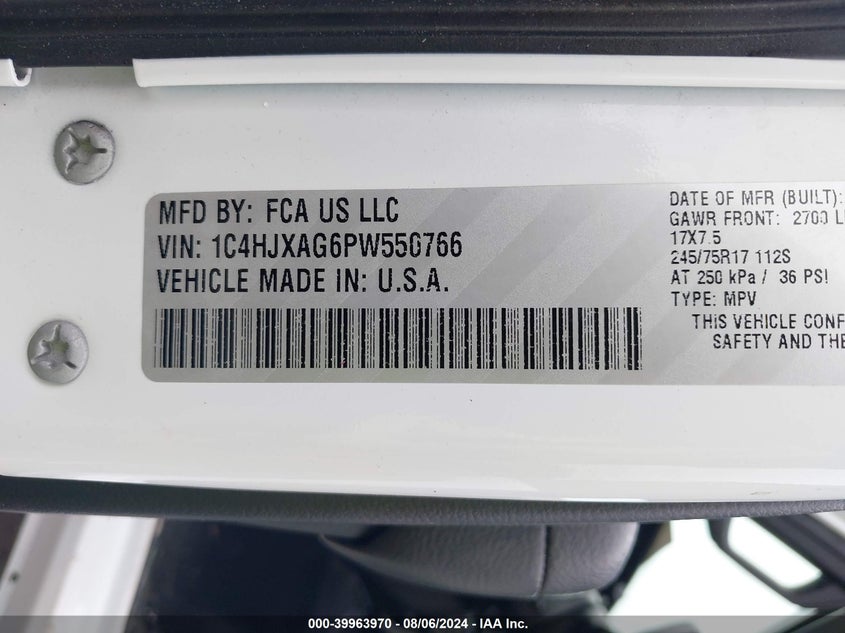 MFD BY: FCA US LLC
VIN: 1C4HJXAG6PW550766
VEHICLE MADE IN: U.S.A.
DATE OF MFR (BUILT):
GAWR FRONT: 2700
17X7.5
245/75R17 112S
AT 250 kPa / 36 PSI
TYPE: MPV
THIS VEHICLE
SAFETY AND
000-39963970 - 08/06/2024 - IAA Inc.